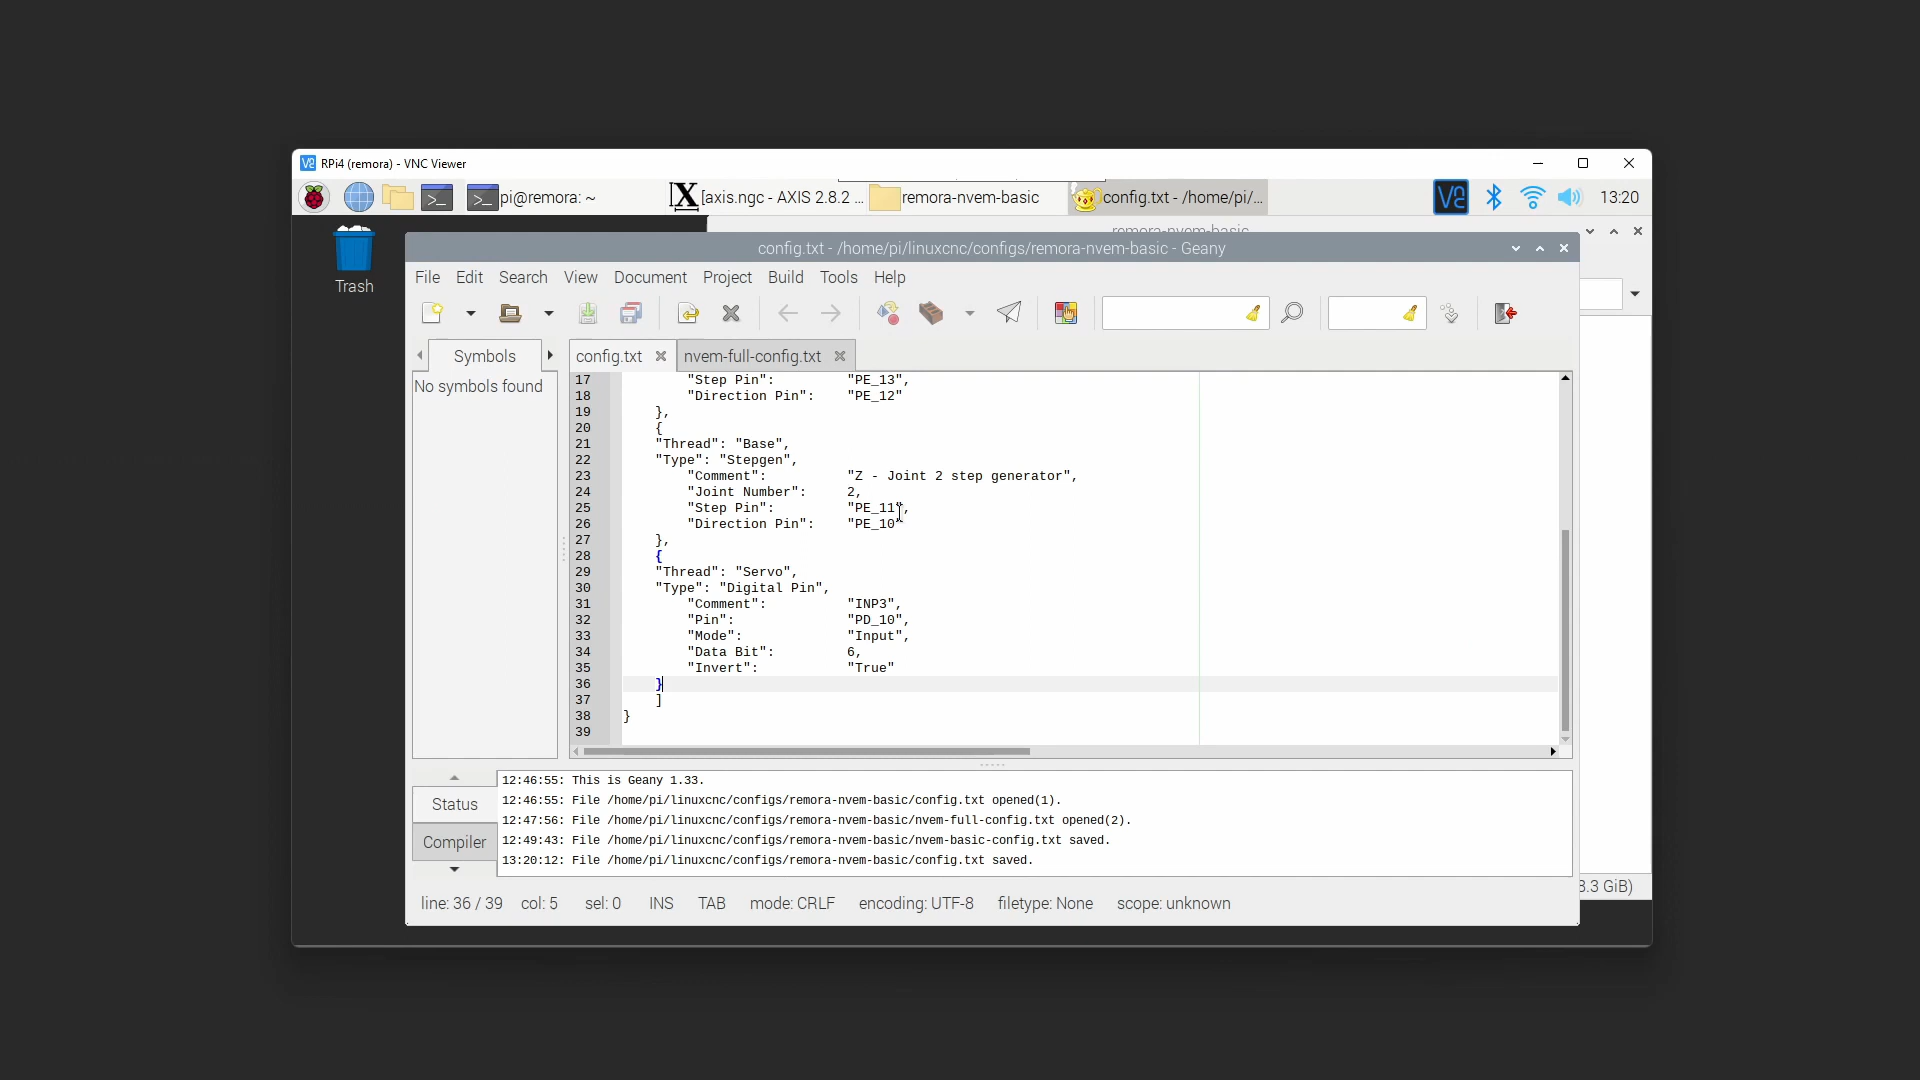 RPi4 (remora) - VNC Viewer
pi@remora: ~
[axis.ngc - AXIS 2.8.2 ...
remora-nvem-basic
config.txt - /home/pi/...
13:20
Trash
remora-nvem-basic
config.txt - /home/pi/linuxcnc/configs/remora-nvem-basic - Geany
File Edit Search View Document Project Build Tools Help
Symbols
config.txt
nvem-full-config.txt
No symbols found
17 "Step Pin": "PE_13",
18 "Direction Pin": "PE_12"
19 },
20 {
21 "Thread": "Base",
22 "Type": "Stepgen",
23 "Comment": "Z - Joint 2 step generator",
24 "Joint Number": 2,
25 "Step Pin": "PE_11",
26 "Direction Pin": "PE_10"
27 },
28 {
29 "Thread": "Servo",
30 "Type": "Digital Pin",
31 "Comment": "INP3",
32 "Pin": "PD_10",
33 "Mode": "Input",
34 "Data Bit": 6,
35 "Invert": "True"
36 }
37 ]
38 }
39
Status
Compiler
12:46:55: This is Geany 1.33.
12:46:55: File /home/pi/linuxcnc/configs/remora-nvem-basic/config.txt opened(1).
12:47:56: File /home/pi/linuxcnc/configs/remora-nvem-basic/nvem-full-config.txt opened(2).
12:49:43: File /home/pi/linuxcnc/configs/remora-nvem-basic/nvem-basic-config.txt saved.
13:20:12: File /home/pi/linuxcnc/configs/remora-nvem-basic/config.txt saved.
3.3 GiB)
line: 36 / 39 col: 5 sel: 0 INS TAB mode: CRLF encoding: UTF-8 filetype: None scope: unknown